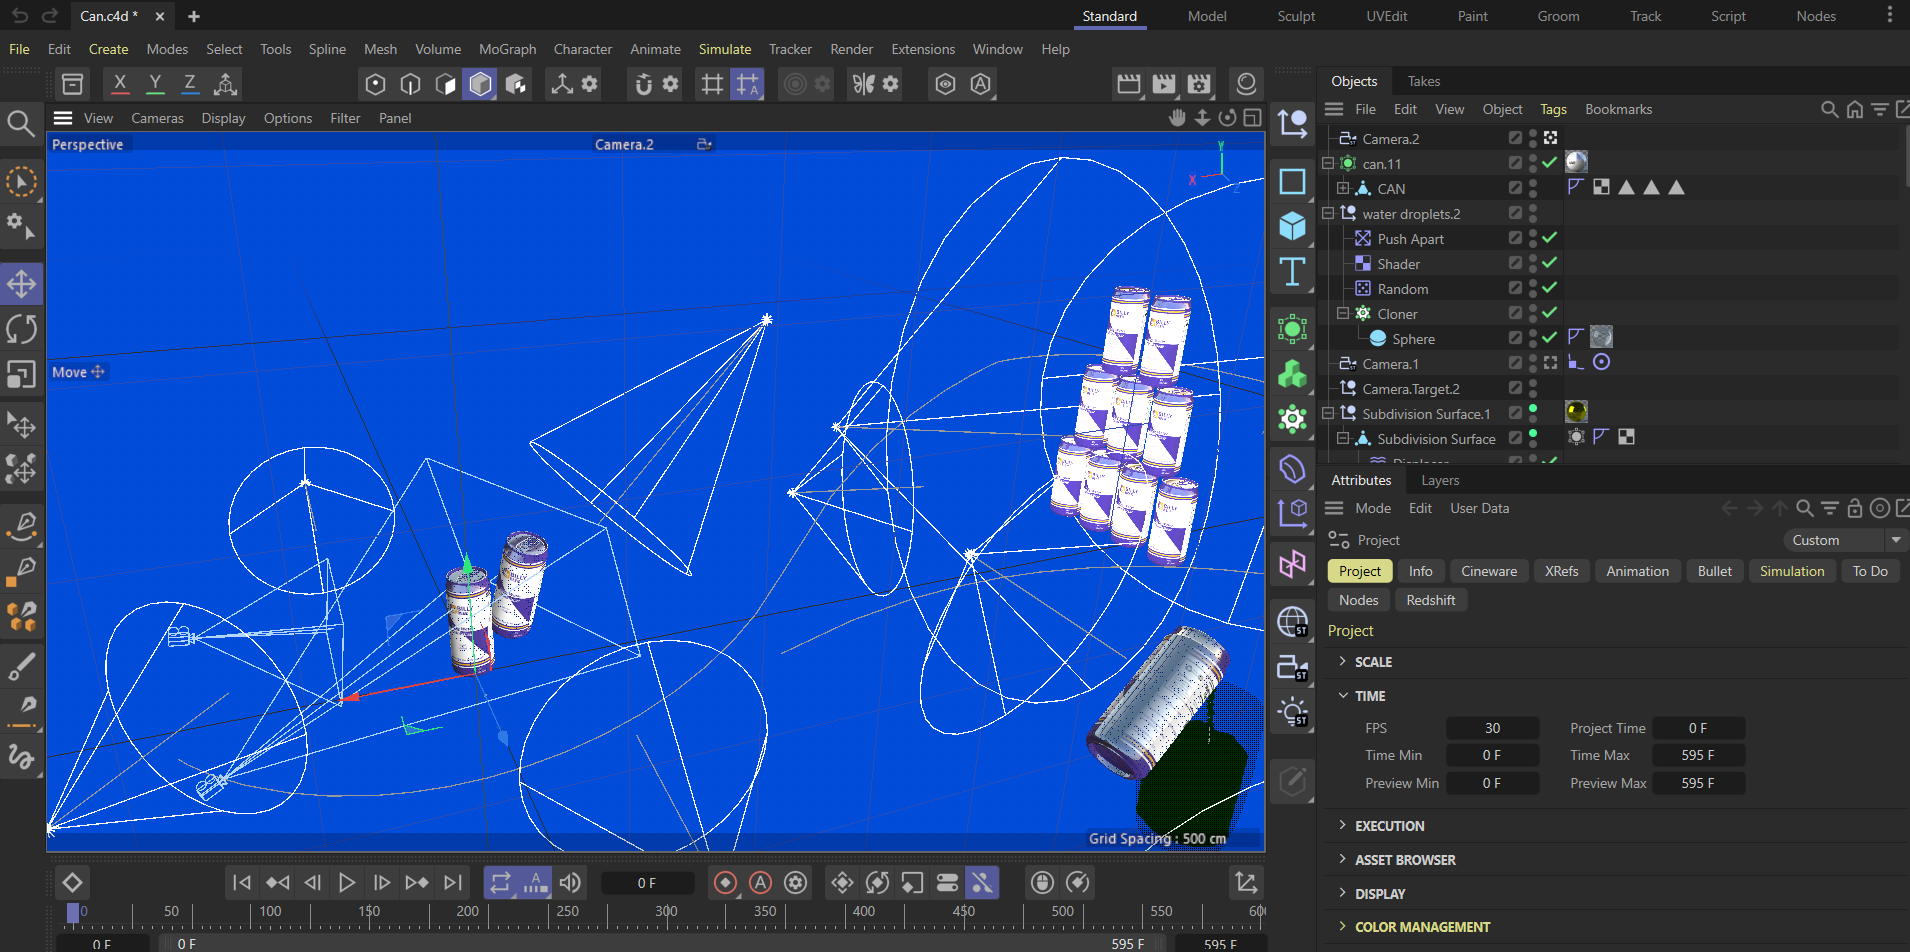 Can.c4d *
Standard Model Sculpt UVEdit Paint Groom Track Script Nodes
File Edit Create Modes Select Tools Spline Mesh Volume MoGraph Character Animate Simulate Tracker Render Extensions Window Help
X Y Z
A
A
Objects Takes
View Cameras Display Options Filter Panel
File Edit View Object Tags Bookmarks
Perspective
Camera.2
Y
X
Z
Move
Grid Spacing : 500 cm
T
ST
ST
ST
Camera.2
can.11
CAN
water droplets.2
Push Apart
Shader
Random
Cloner
Sphere
Camera.1
Camera.Target.2
Subdivision Surface.1
Subdivision Surface
Displacer
Attributes Layers
Mode Edit User Data
Project
Custom
Project Info Cineware XRefs Animation Bullet Simulation To Do
Nodes Redshift
Project
SCALE
TIME
FPS 30 Project Time 0 F
Time Min 0 F Time Max 595 F
Preview Min 0 F Preview Max 595 F
EXECUTION
ASSET BROWSER
DISPLAY
COLOR MANAGEMENT
A
0 F
A
0 50 100 150 200 250 300 350 400 450 500 550 600
0 F 0 F 595 F 595 F